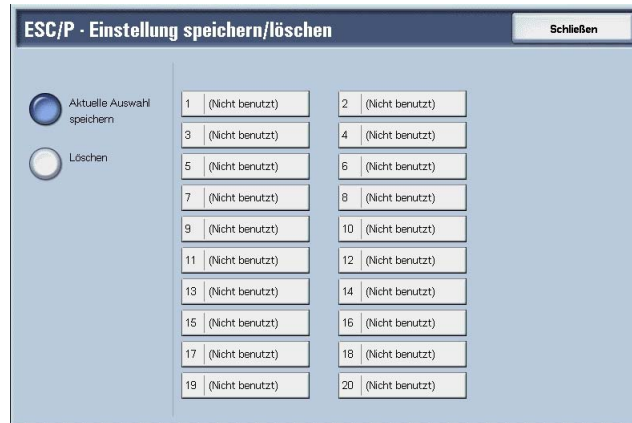 ESC/P - Einstellung speichern/löschen
Schließen
Aktuelle Auswahl
speichern
Löschen
1 (Nicht benutzt)
2 (Nicht benutzt)
3 (Nicht benutzt)
4 (Nicht benutzt)
5 (Nicht benutzt)
6 (Nicht benutzt)
7 (Nicht benutzt)
8 (Nicht benutzt)
9 (Nicht benutzt)
10 (Nicht benutzt)
11 (Nicht benutzt)
12 (Nicht benutzt)
13 (Nicht benutzt)
14 (Nicht benutzt)
15 (Nicht benutzt)
16 (Nicht benutzt)
17 (Nicht benutzt)
18 (Nicht benutzt)
19 (Nicht benutzt)
20 (Nicht benutzt)